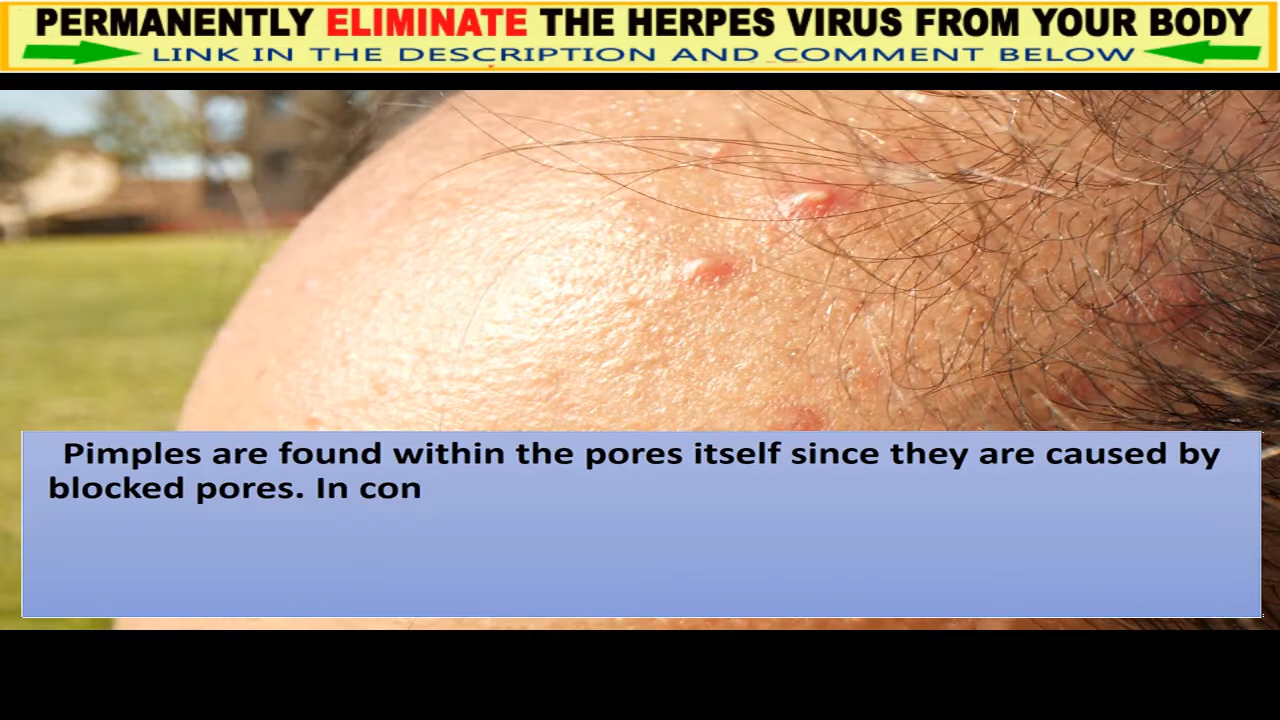 PERMANENTLY ELIMINATE THE HERPES VIRUS FROM YOUR BODY
LINK IN THE DESCRIPTION AND COMMENT BELOW
Pimples are found within the pores itself since they are caused by
blocked pores. In con